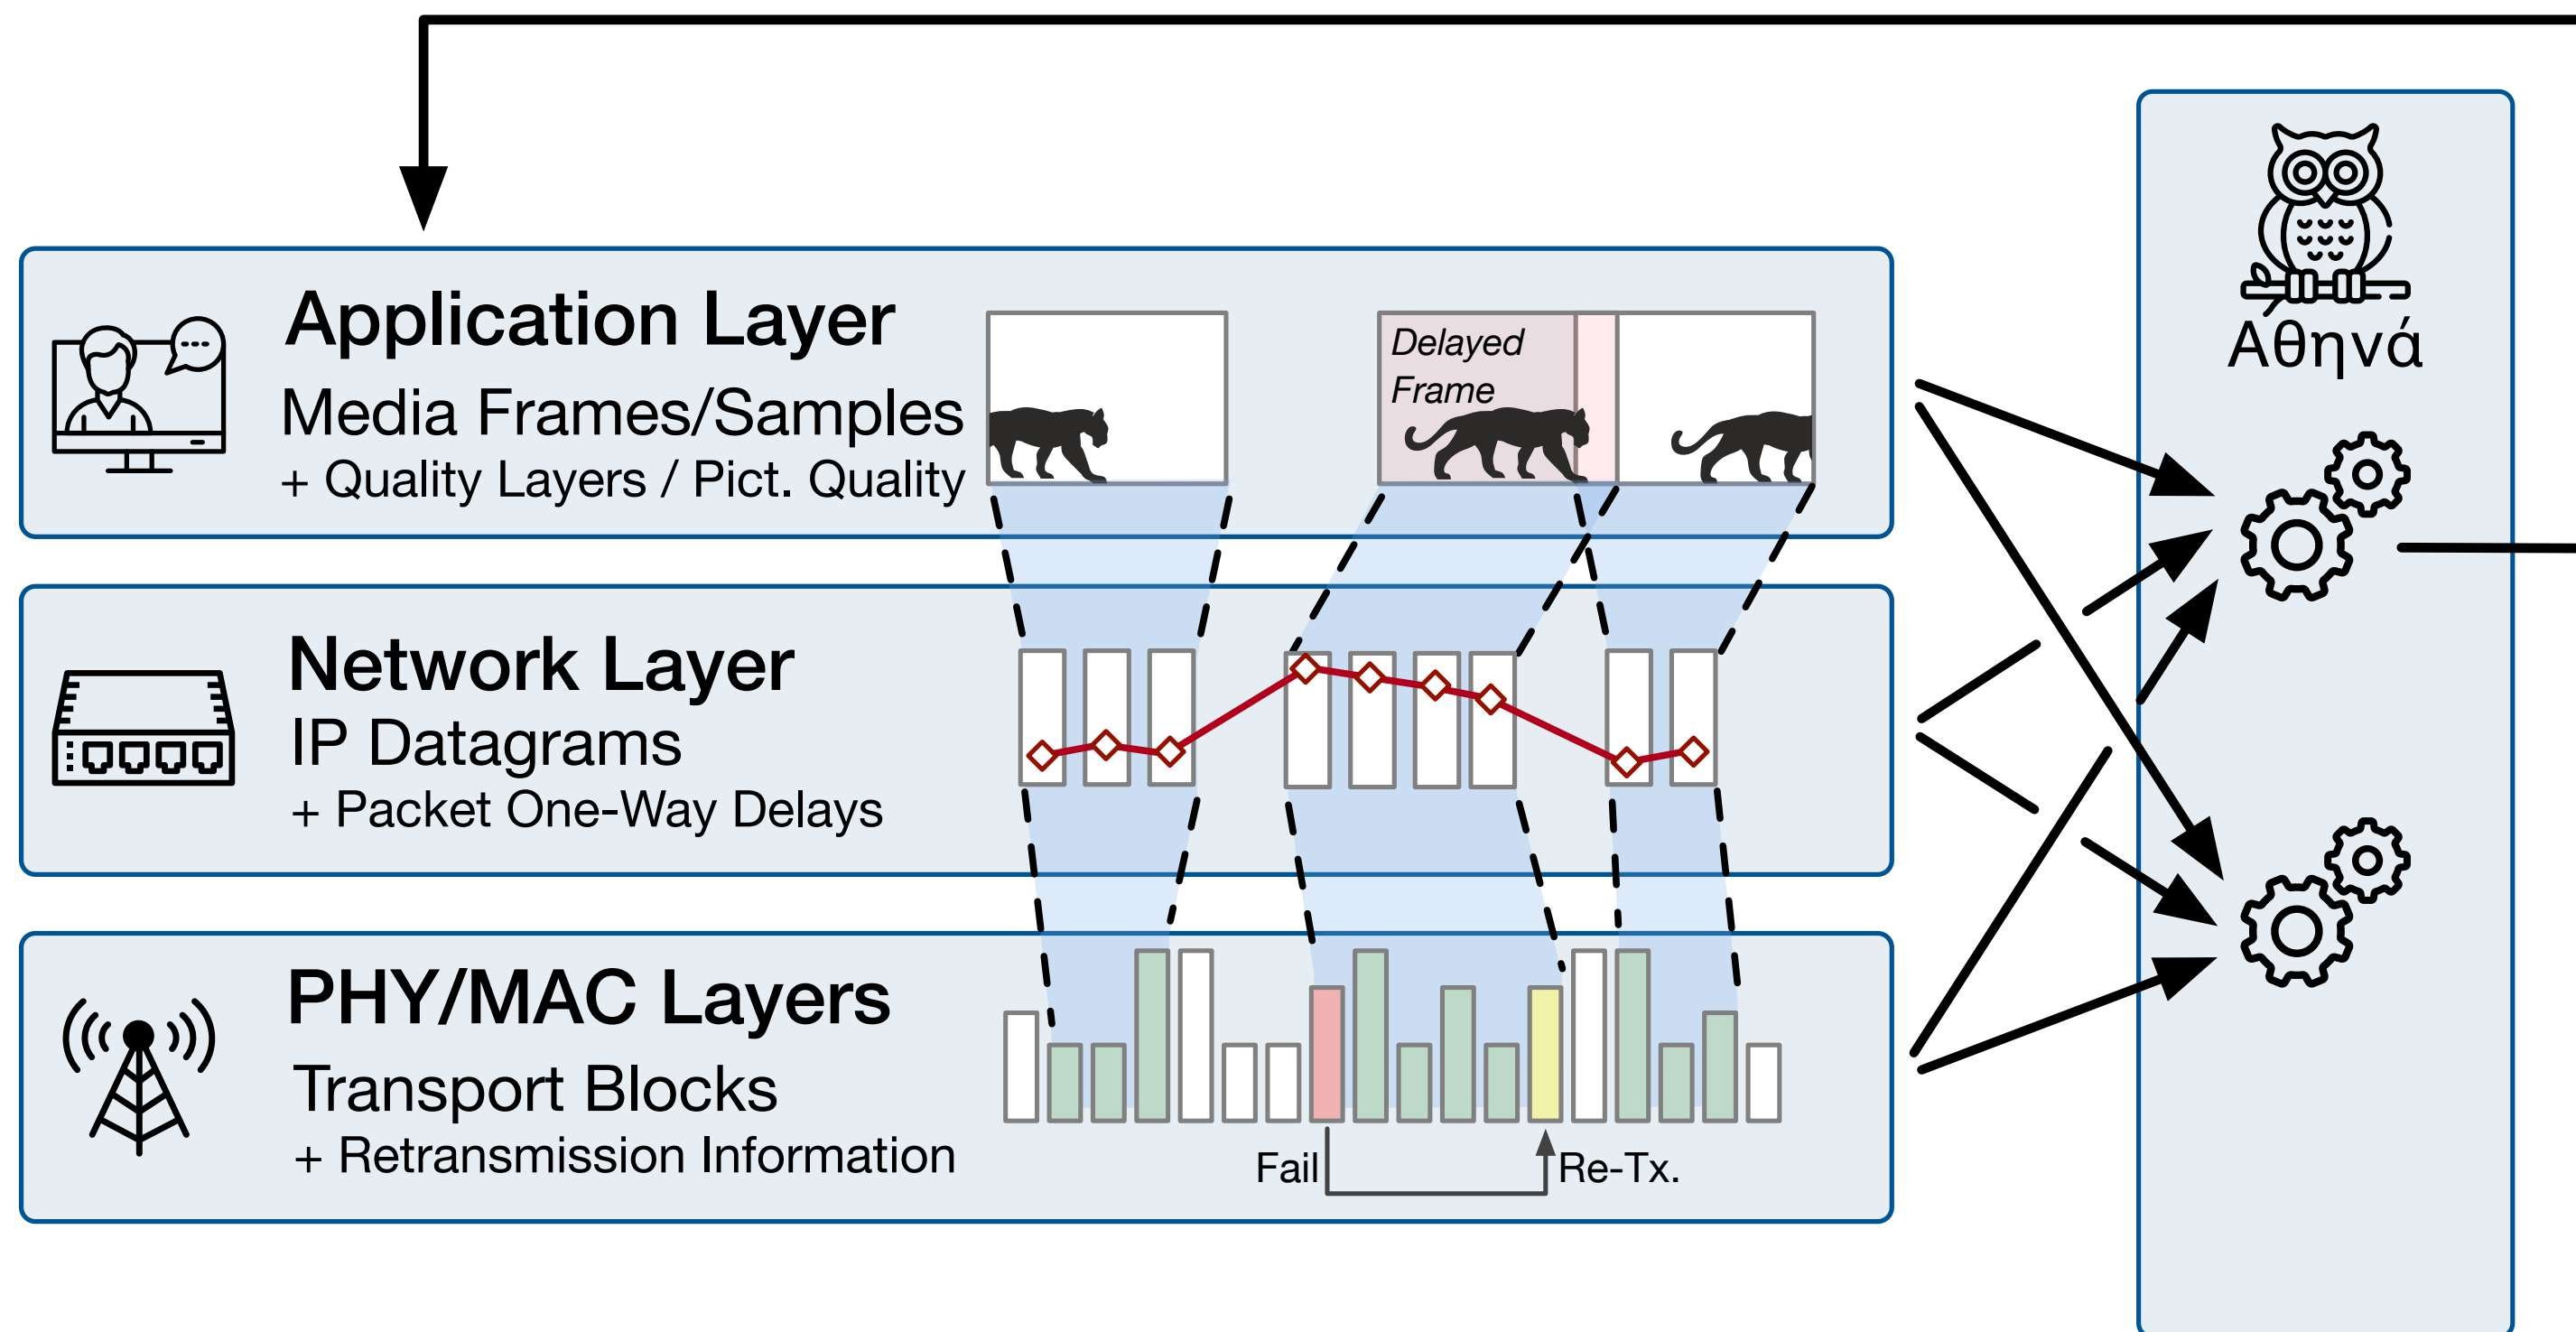 Application Layer
Media Frames/Samples
+ Quality Layers / Pict. Quality
Delayed
Frame
Network Layer
IP Datagrams
+ Packet One-Way Delays
PHY/MAC Layers
Transport Blocks
+ Retransmission Information
Fail
Re-Tx.
Αθηνά